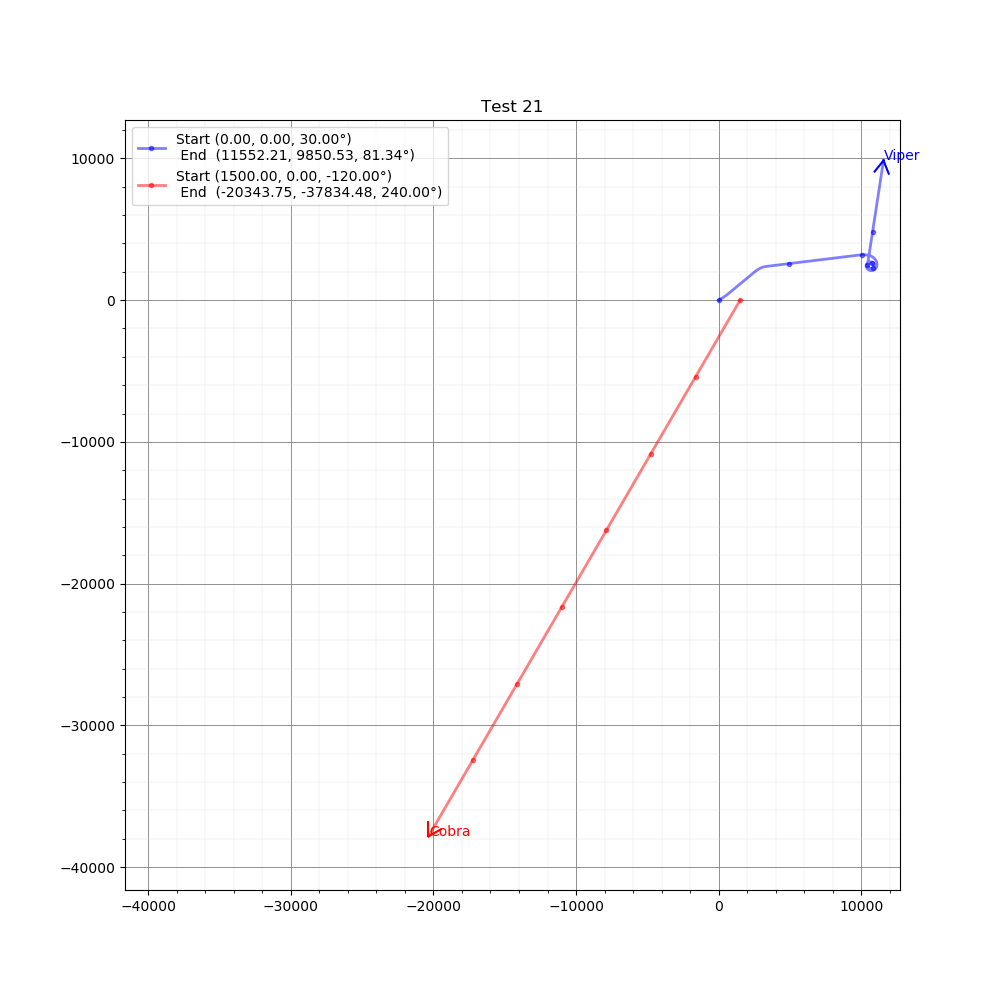 Test 21
Start (0.00, 0.00, 30.00°)
End  (11552.21, 9850.53, 81.34°)
Start (1500.00, 0.00, -120.00°)
End  (-20343.75, -37834.48, 240.00°)
Viper
Cobra
10000
0
−10000
−20000
−30000
−40000
−40000 −30000 −20000 −10000 0 10000